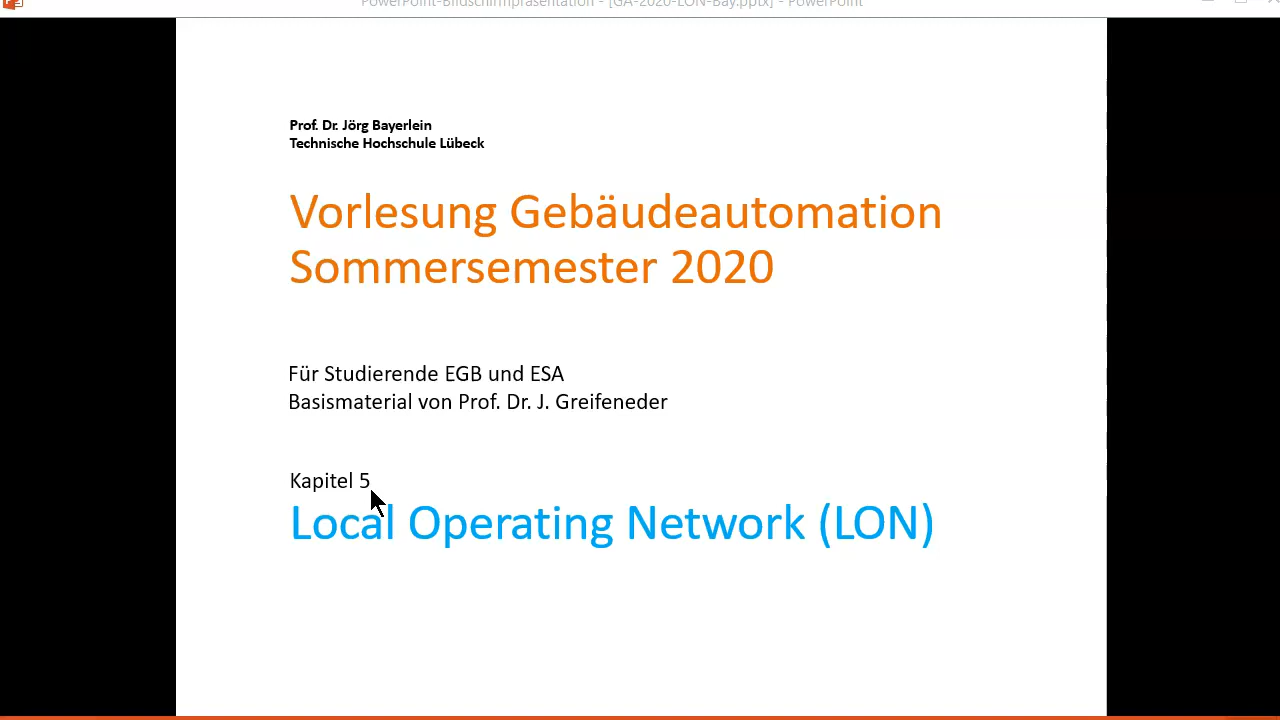 PowerPoint-Bildschirmpräsentation - [GA-2020-LON-Bay.pptx] - PowerPoint
Prof. Dr. Jörg Bayerlein
Technische Hochschule Lübeck
Vorlesung Gebäudeautomation
Sommersemester 2020
Für Studierende EGB und ESA
Basismaterial von Prof. Dr. J. Greifeneder
Kapitel 5
Local Operating Network (LON)